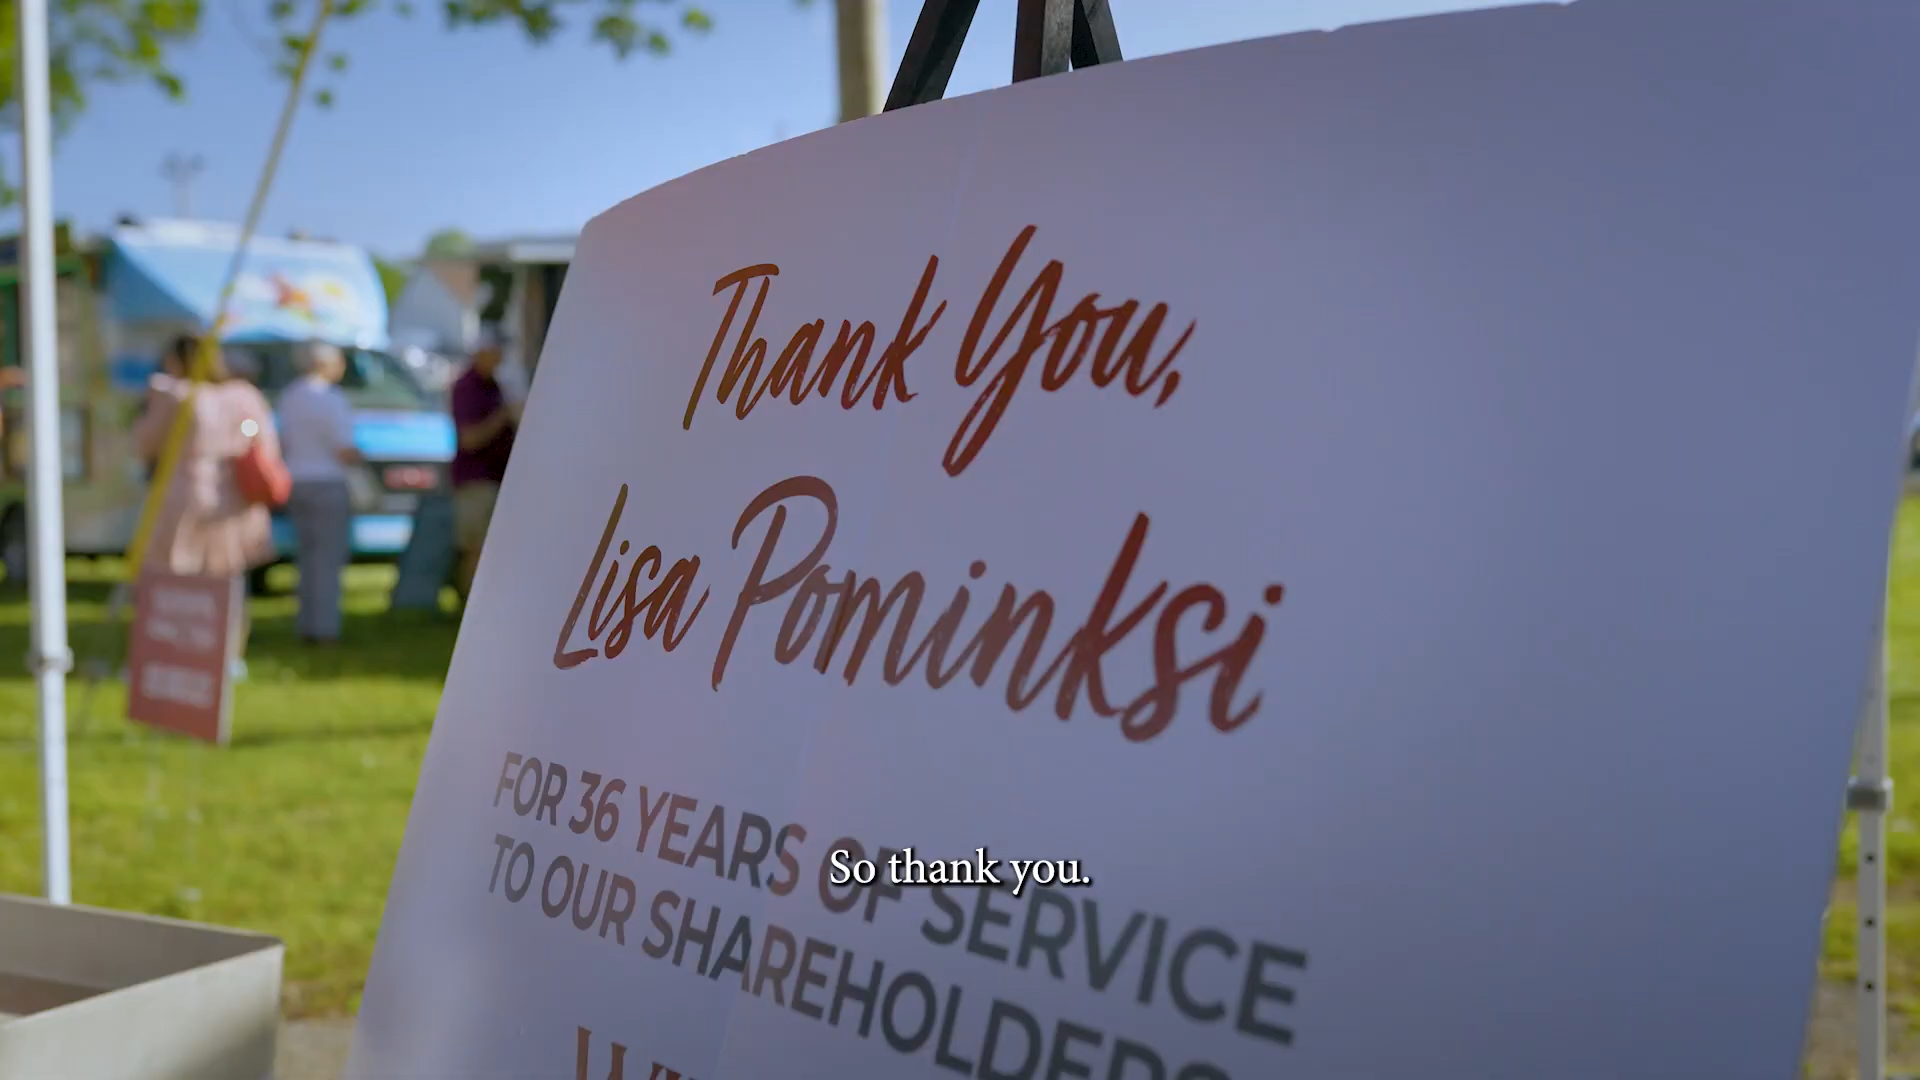 Thank You,
Lisa Pominksi
FOR 36 YEARS OF SERVICE
TO OUR SHAREHOLDERS
So thank you.